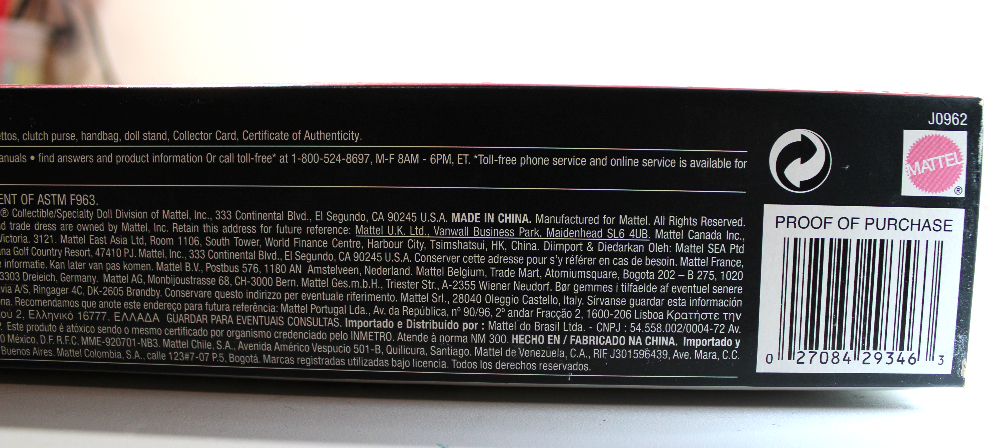 J0962
ettos, clutch purse, handbag, doll stand, Collector Card. Certificate of Authenticity.
anuals • find answers and product information Or call toll-free* at 1-800-524-8697, M-F 8AM - 6PM, ET. *Toll-free phone service and online service is available for
MATTEL
®
ENT OF ASTM F963.
® Collectible/Specialty Doll Division of Mattel, Inc., 333 Continental Blvd., El Segundo, CA 90245 U.S.A. MADE IN CHINA. Manufactured for Mattel. All Rights Reserved.
d trade dress are owned by Mattel, Inc. Retain this address for future reference: Mattel U.K. Ltd., Vanwall Business Park, Maidenhead SL6 4UB. Mattel Canada Inc.,
Victoria. 3121. Mattel East Asia Ltd, Room 1106, South Tower, World Finance Centre, Harbour City, Tsimshatsui, HK, China. Diimport & Diedarkan Oleh: Mattel SEA Ptd
na Golf Country Resort, 47410 PJ. Mattel, Inc., 333 Continental Blvd., El Segundo, CA 90245 U.S.A. Conserver cette adresse pour s'y référer en cas de besoin. Mattel France,
e informatie. Kan later van pas komen. Mattel B.V., Postbus 576, 1180 AN Amstelveen, Nederland. Mattel Belgium, Trade Mart, Atomiumsquare, Bogota 202 – B 275, 1020
3303 Dreieich, Germany. Mattel AG, Monbijoustrasse 68, CH-3000 Bern. Mattel Ges.m.b.H., Triester Str., A-2355 Wiener Neudorf. Bør gemmes i tilfælde af eventuel senere
via A/S, Ringager 4C, DK-2605 Brøndby. Conservare questo indirizzo per eventuale riferimento. Mattel Srl., 28040 Oleggio Castello, Italy. Sírvanse guardar esta información
na. Recomendamos que anote este endereço para futura referência: Mattel Portugal Lda., Av. da República, nº 90/96, 2º andar Fracção 2, 1600-206 Lisboa Κρατήστε την
ού 2, Ελληνικό 16777. ΕΛΛΑΔΑ GUARDAR PARA EVENTUAIS CONSULTAS. Importado e Distribuído por : Mattel do Brasil Ltda. - CNPJ : 54.558.002/0004-72 Av.
P. Este produto é atóxico sendo o mesmo certificado por organismo credenciado pelo INMETRO. Atende à norma NM 300. HECHO EN / FABRICADO NA CHINA. Importado y
0 México, D.F. R.F.C. MME-920701-NB3. Mattel Chile, S.A., Avenida Américo Vespucio 501-B, Quilicura, Santiago. Mattel de Venezuela, C.A., RIF J301596439, Ave. Mara, C.C.
Buenos Aires. Mattel Colombia, S.A., calle 123#7-07 P.5, Bogotá. Marcas registradas utilizadas bajo licencia. Todos los derechos reservados.
PROOF OF PURCHASE
0 27084 29346 3